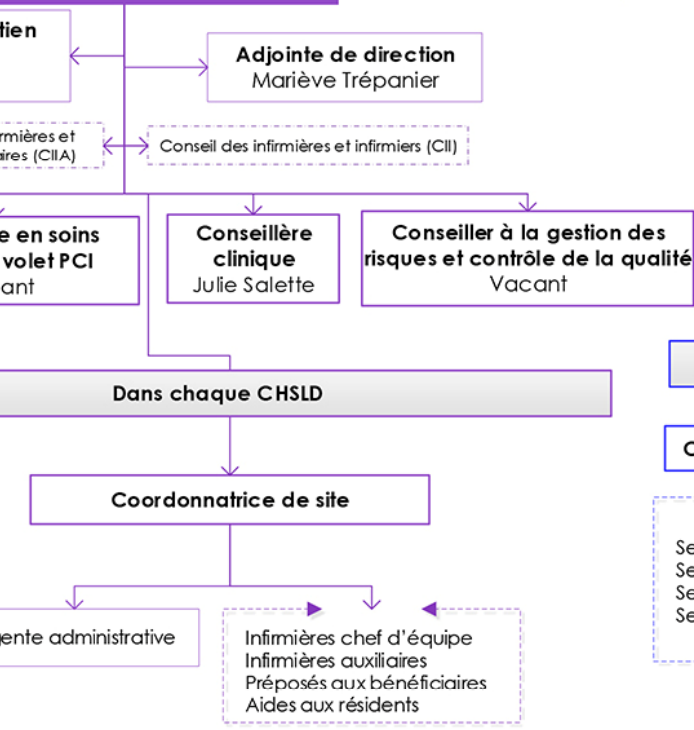 tien
Adjointe de direction
Mariève Trépanier
rmières et
aires (CIIA)
Conseil des infirmières et infirmiers (CII)
e en soins
volet PCI
ant
Conseillère
clinique
Julie Salette
Conseiller à la gestion des
risques et contrôle de la qualité
Vacant
Dans chaque CHSLD
Coordonnatrice de site
gente administrative
Infirmières chef d'équipe
Infirmières auxiliaires
Préposés aux bénéficiaires
Aides aux résidents
C
Se
Se
Se
Se